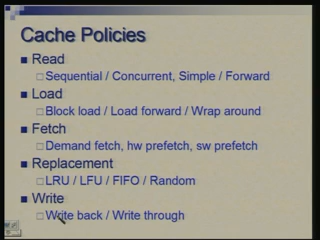 Cache Policies
Read
Sequential / Concurrent, Simple / Forward
Load
Block load / Load forward / Wrap around
Fetch
Demand fetch, hw prefetch, sw prefetch
Replacement
LRU / LFU / FIFO / Random
Write
Write back / Write through